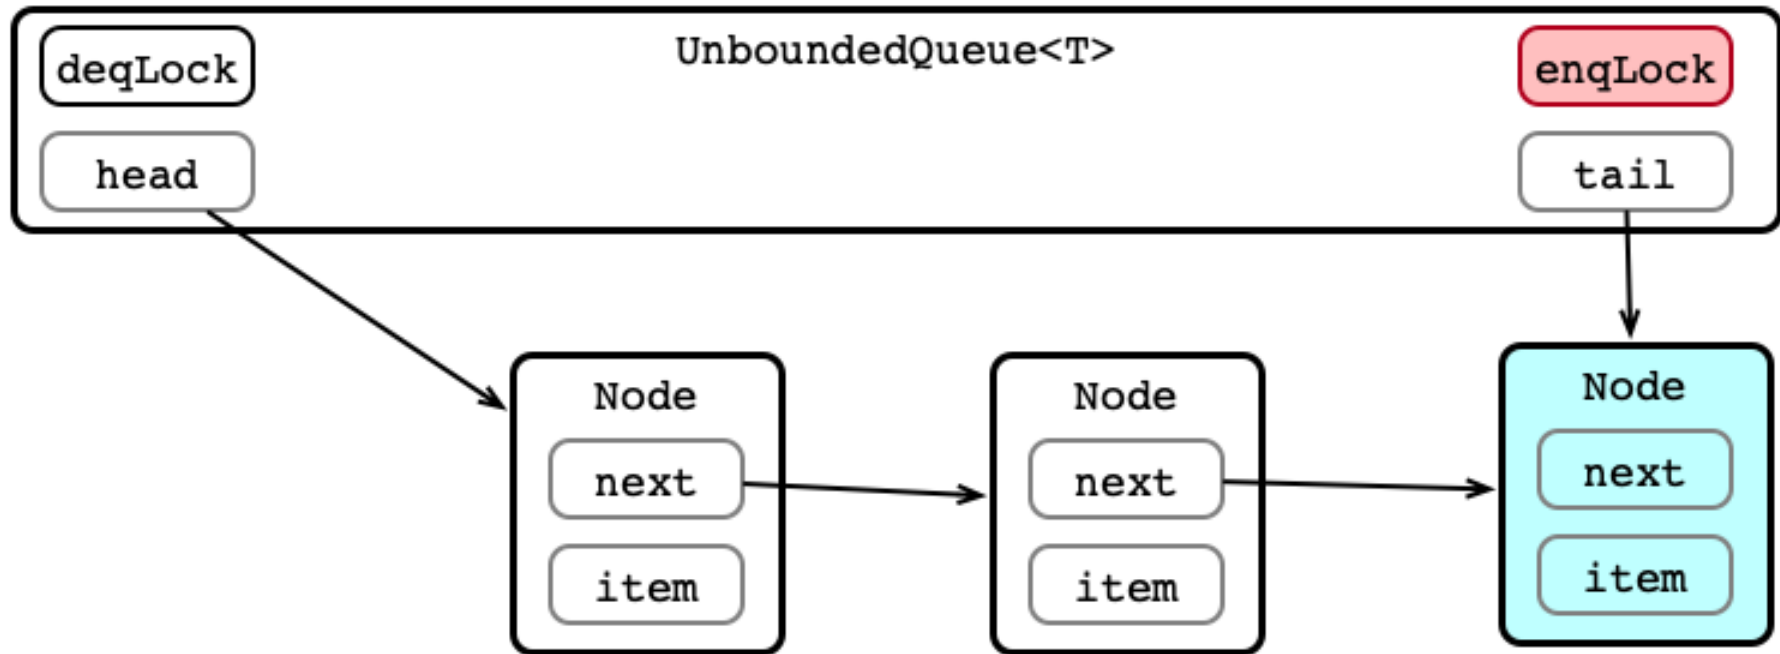 deqLock
UnboundedQueue<T>
enqLock
head
tail
Node
next
item
Node
next
item
Node
next
item